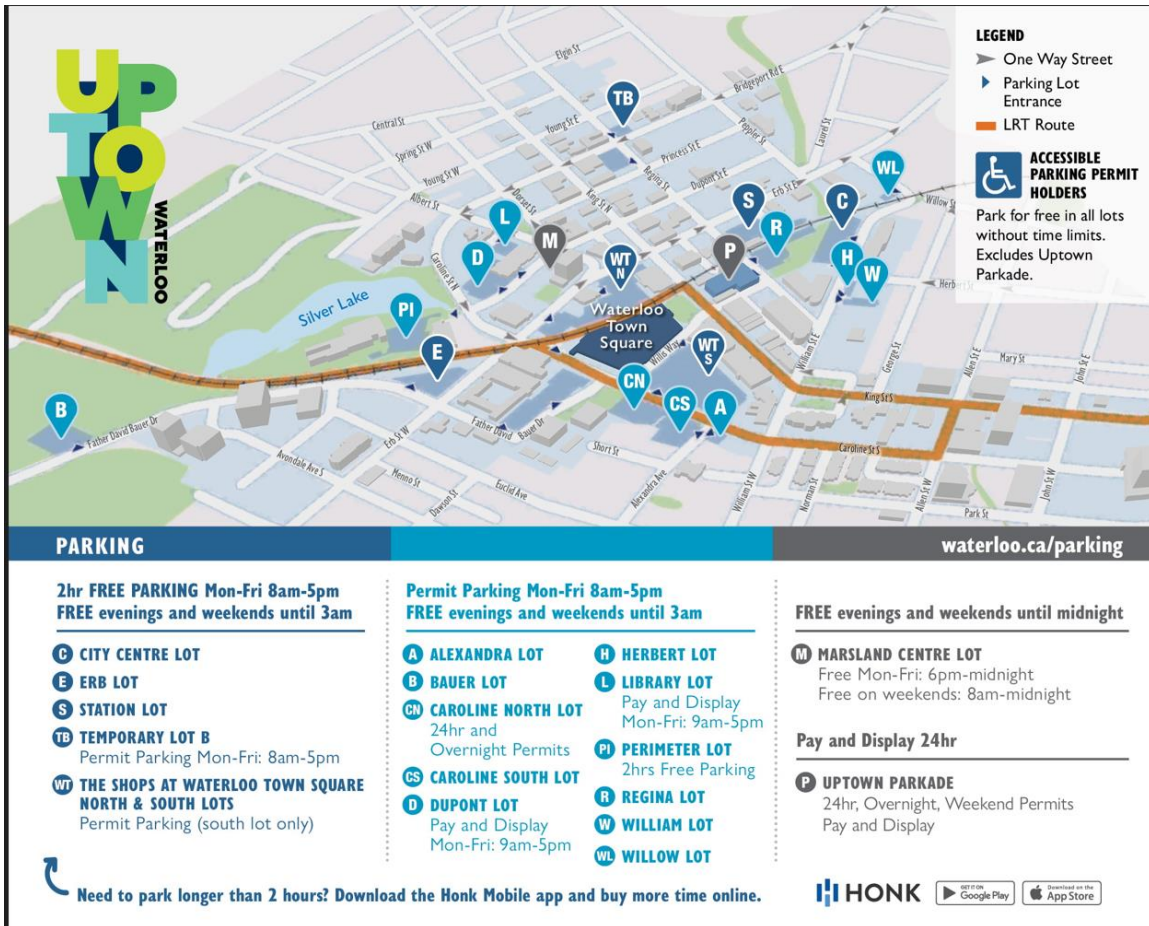 UPTOWN
WATERLOO
LEGEND
One Way Street
Parking Lot
Entrance
LRT Route
ACCESSIBLE
PARKING PERMIT
HOLDERS
Park for free in all lots
without time limits.
Excludes Uptown
Parkade.
Elgin St
Bridgeport Rd E
TB
Central St
Young St E
Peppler St
Laurel St
Spring St W
Princess St E
Young St W
Regina St
Dupont St E
Erb St E
WL
Willow St
Albert St
Dorset St
King St N
S
C
L
M
R
P
D
WT
N
H
W
Herbert St
Caroline St N
Silver Lake
PI
Waterloo
Town
Square
E
Willis Way
WT
S
William St E
George St
Allen St E
Mary St
John St E
CN
CS
A
King St S
B
Father David Bauer Dr
Erb St W
Father David
Bauer Dr
Short St
Caroline St S
Avondale Ave S
Menno St
Dawson St
Euclid Ave
Alexandra Ave
William St W
Norman St
Allen St W
John St W
Park St
PARKING
waterloo.ca/parking
2hr FREE PARKING Mon-Fri 8am-5pm
FREE evenings and weekends until 3am
C CITY CENTRE LOT
E ERB LOT
S STATION LOT
TB TEMPORARY LOT B
Permit Parking Mon-Fri: 8am-5pm
WT THE SHOPS AT WATERLOO TOWN SQUARE
NORTH & SOUTH LOTS
Permit Parking (south lot only)
Permit Parking Mon-Fri 8am-5pm
FREE evenings and weekends until 3am
A ALEXANDRA LOT
B BAUER LOT
CN CAROLINE NORTH LOT
24hr and
Overnight Permits
CS CAROLINE SOUTH LOT
D DUPONT LOT
Pay and Display
Mon-Fri: 9am-5pm
H HERBERT LOT
L LIBRARY LOT
Pay and Display
Mon-Fri: 9am-5pm
PI PERIMETER LOT
2hrs Free Parking
R REGINA LOT
W WILLIAM LOT
WL WILLOW LOT
FREE evenings and weekends until midnight
M MARSLAND CENTRE LOT
Free Mon-Fri: 6pm-midnight
Free on weekends: 8am-midnight
Pay and Display 24hr
P UPTOWN PARKADE
24hr, Overnight, Weekend Permits
Pay and Display
Need to park longer than 2 hours? Download the Honk Mobile app and buy more time online.
HONK
GET IT ON
Google Play
Download on the
App Store